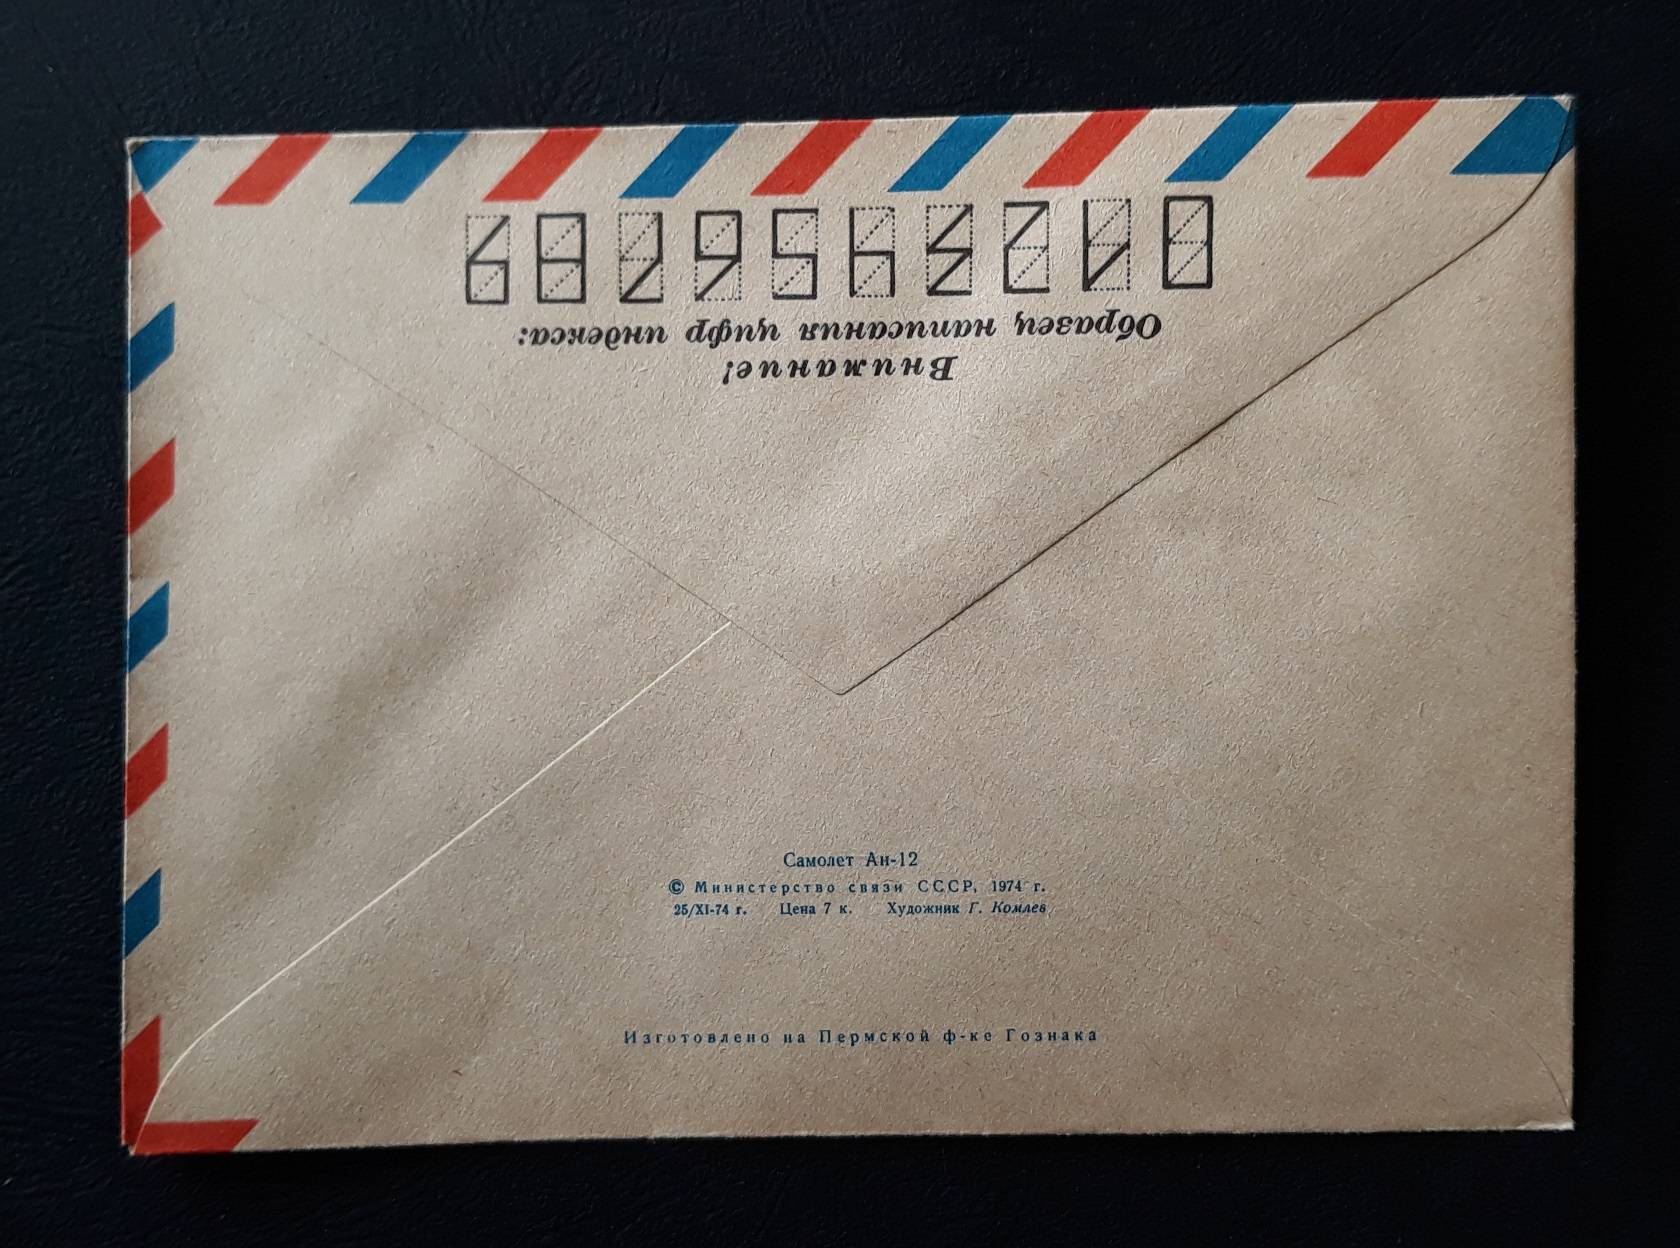 Внимание!
Образец написания цифр индекса:
0123456789
Самолет Ан-12
© Министерство связи СССР, 1974 г.
25/XI-74 г. Цена 7 к. Художник Г. Комлев
Изготовлено на Пермской ф-ке Гознака